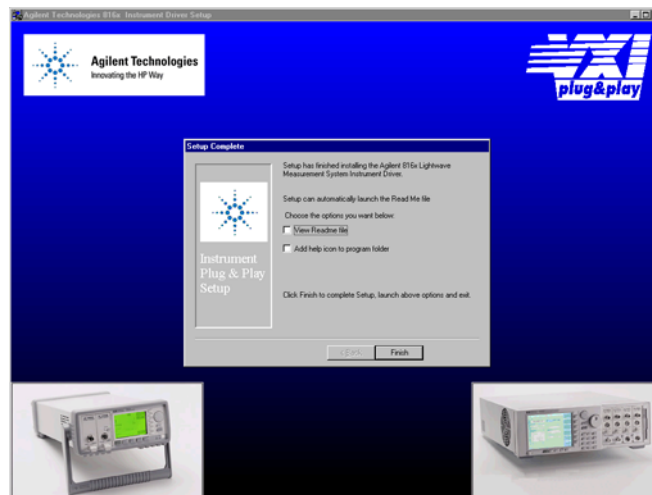 Agilent Technologies 816x Instrument Driver Setup
Agilent Technologies
Innovating the HP Way
VXI
plug&play
Setup Complete
Setup has finished installing the Agilent 816x Lightwave
Measurement System Instrument Driver.
Setup can automatically launch the Read Me file
Choose the options you want below:
View Readme file
Add help icon to program folder
Instrument
Plug & Play
Setup
Click Finish to complete Setup, launch above options and exit.
< Back
Finish